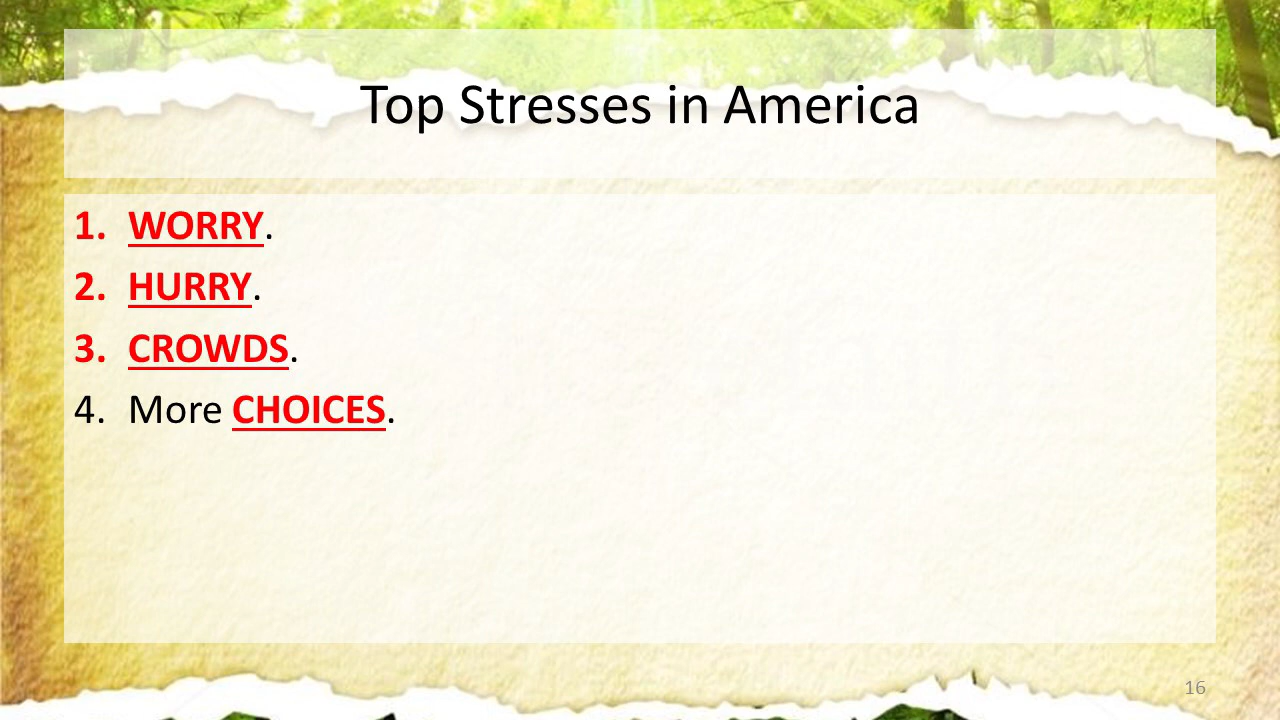 Top Stresses in America
1. WORRY.
2. HURRY.
3. CROWDS.
4. More CHOICES.
16